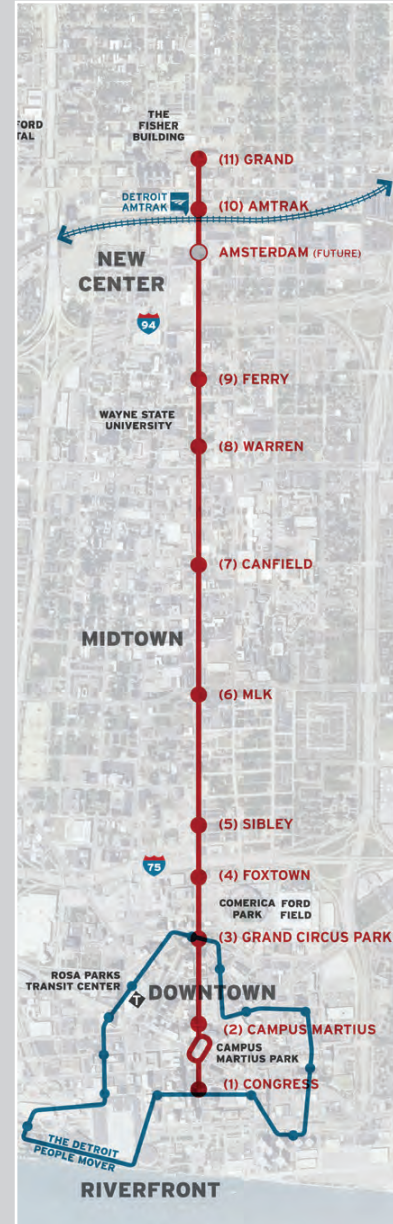 THE
FISHER
BUILDING
FORD
TAL
(11) GRAND
DETROIT
AMTRAK
(10) AMTRAK
NEW
CENTER
AMSTERDAM (FUTURE)
94
(9) FERRY
WAYNE STATE
UNIVERSITY
(8) WARREN
(7) CANFIELD
MIDTOWN
(6) MLK
(5) SIBLEY
75
(4) FOXTOWN
COMERICA
PARK
FORD
FIELD
(3) GRAND CIRCUS PARK
ROSA PARKS
TRANSIT CENTER
T
DOWNTOWN
(2) CAMPUS MARTIUS
CAMPUS
MARTIUS PARK
(1) CONGRESS
THE DETROIT
PEOPLE MOVER
RIVERFRONT